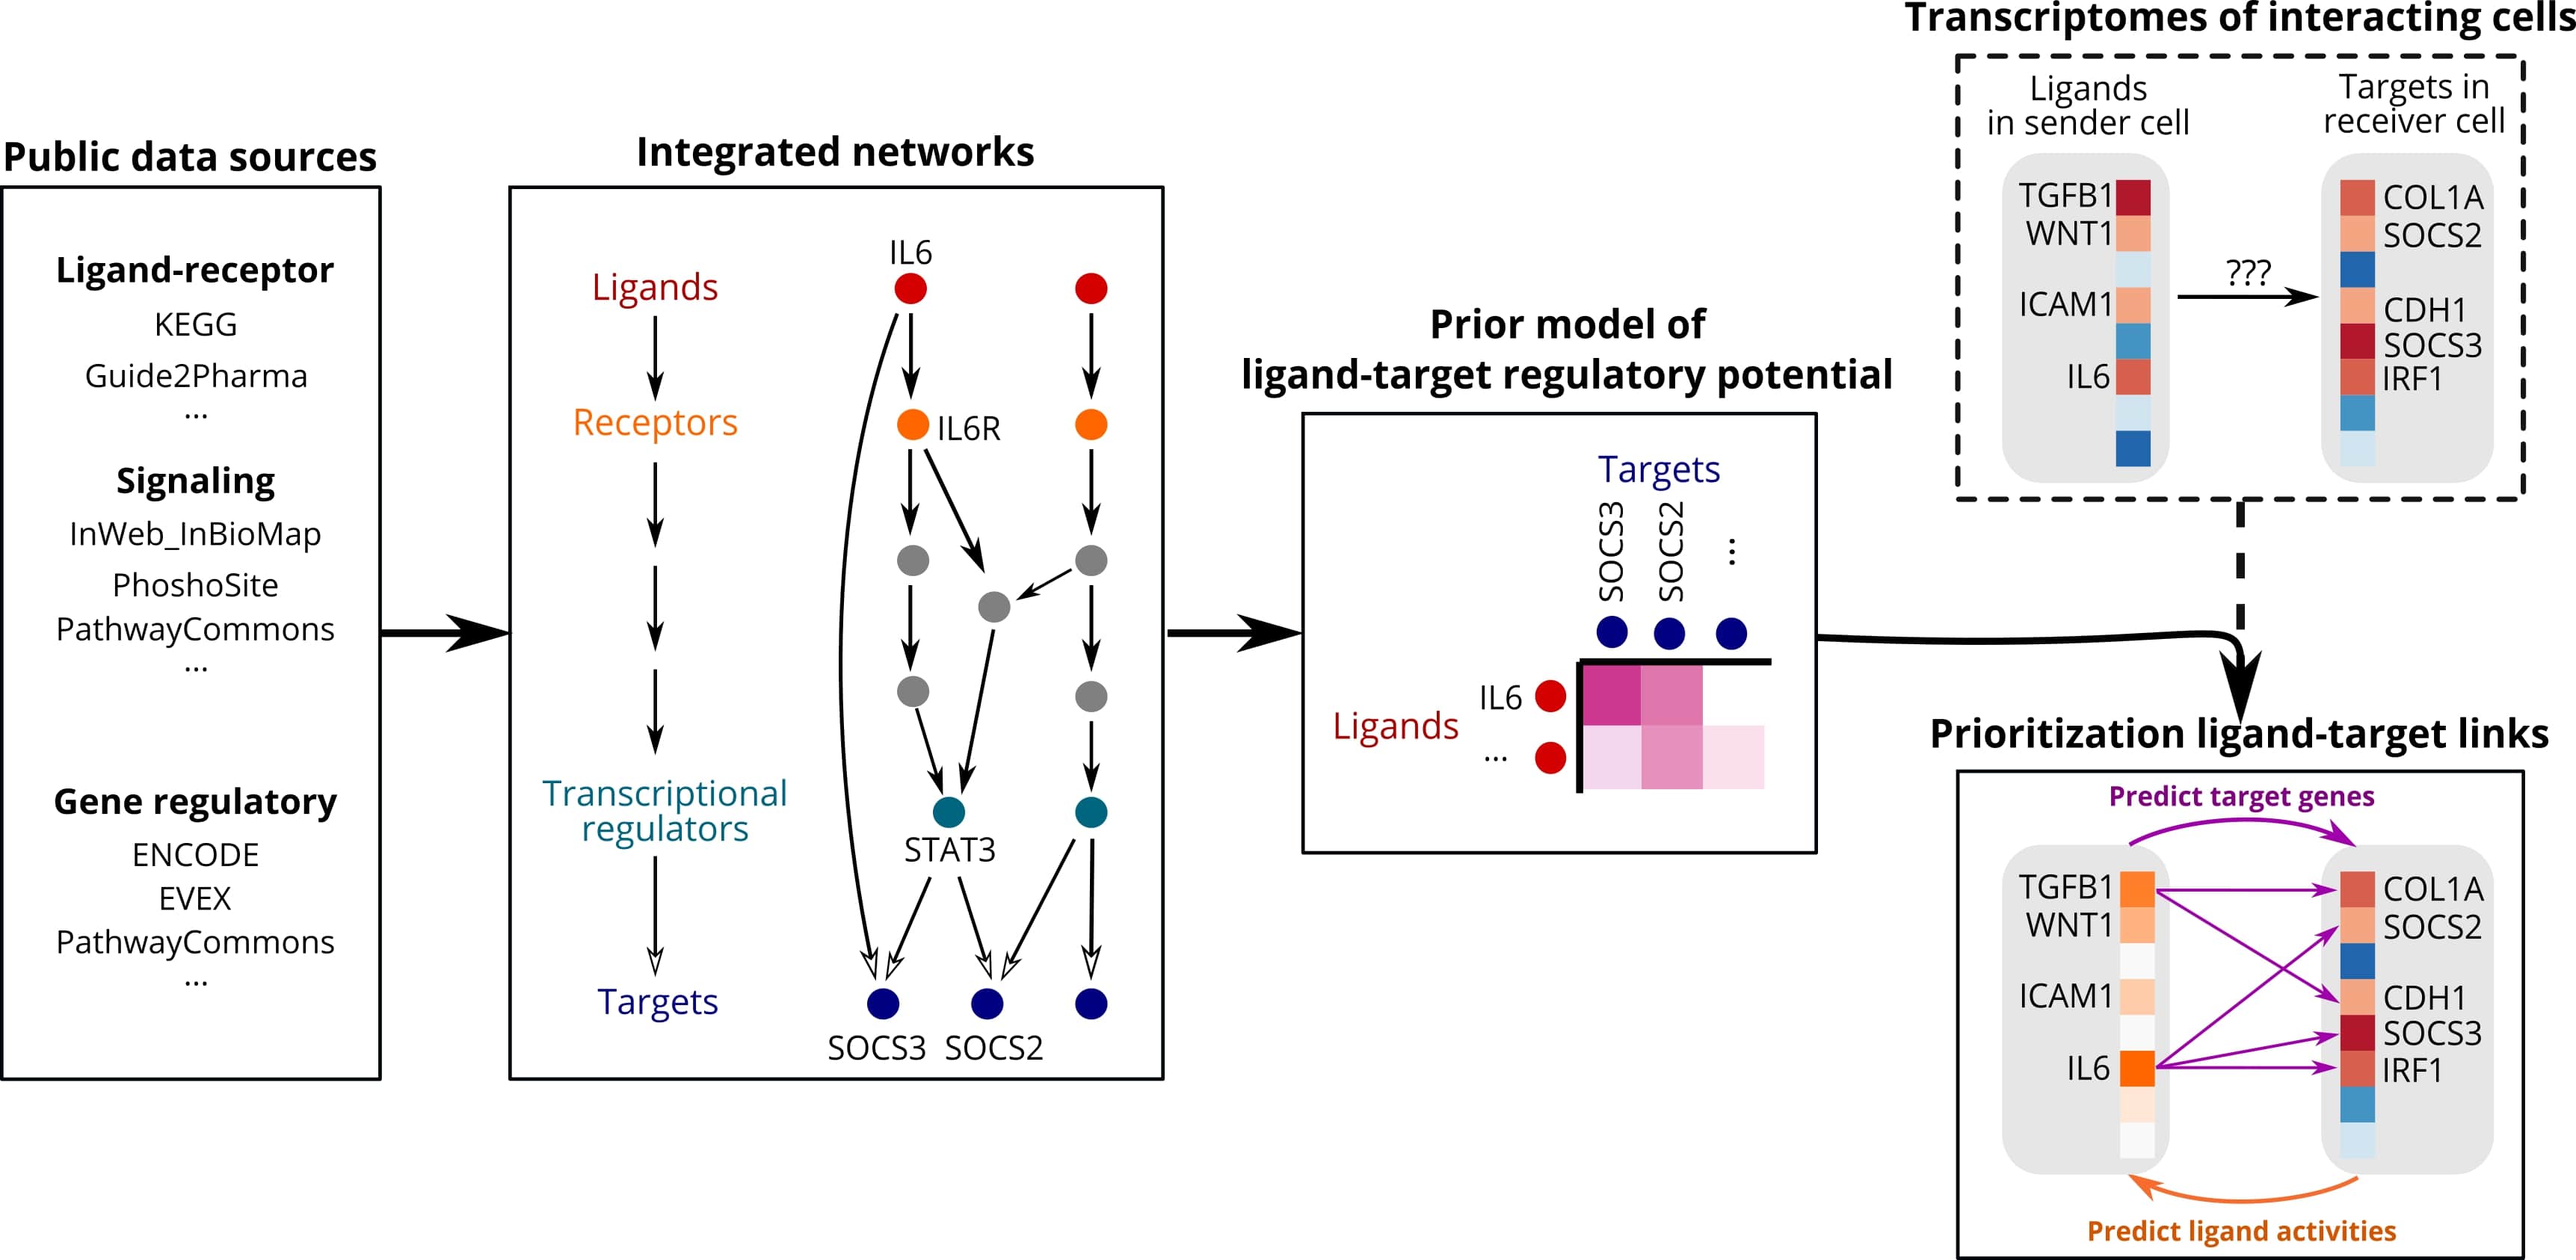 Public data sources
Ligand-receptor
KEGG
Guide2Pharma
...
Signaling
InWeb_InBioMap
PhoshoSite
PathwayCommons
...
Gene regulatory
ENCODE
EVEX
PathwayCommons
...
Integrated networks
Ligands
Receptors
Transcriptional
regulators
Targets
IL6
IL6R
STAT3
SOCS3
SOCS2
Prior model of
ligand-target regulatory potential
Targets
SOCS3
SOCS2
...
Ligands
IL6
...
Transcriptomes of interacting cells
Ligands
in sender cell
TGFB1
WNT1
ICAM1
IL6
???
Targets in
receiver cell
COL1A
SOCS2
CDH1
SOCS3
IRF1
Prioritization ligand-target links
Predict target genes
TGFB1
WNT1
ICAM1
IL6
COL1A
SOCS2
CDH1
SOCS3
IRF1
Predict ligand activities